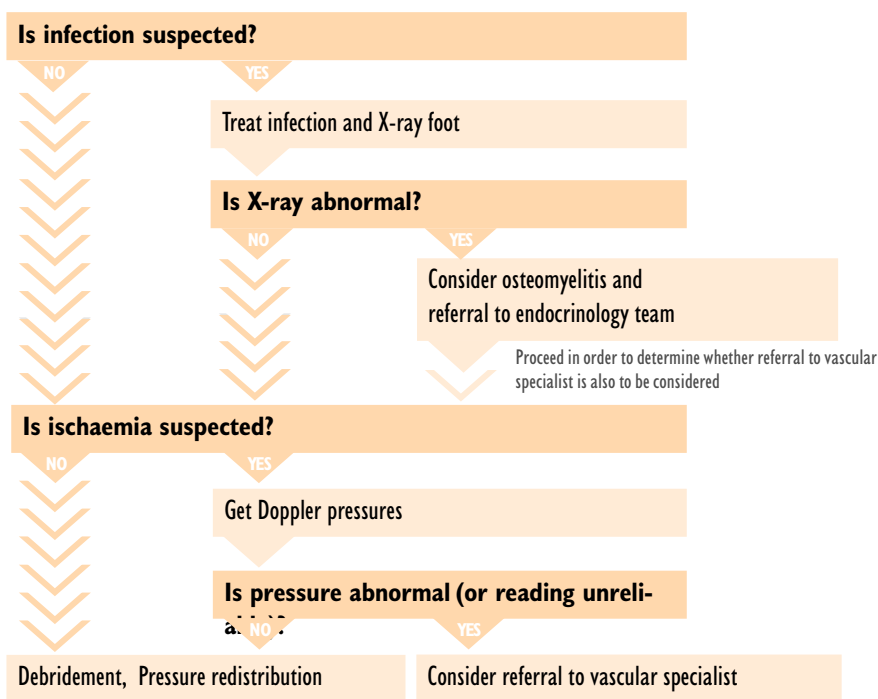 Is infection suspected?
NO YES
Treat infection and X-ray foot
Is X-ray abnormal?
NO YES
Consider osteomyelitis and
referral to endocrinology team
Proceed in order to determine whether referral to vascular
specialist is also to be considered
Is ischaemia suspected?
NO YES
Get Doppler pressures
Is pressure abnormal (or reading unreli-
able)?
NO YES
Debridement, Pressure redistribution
Consider referral to vascular specialist